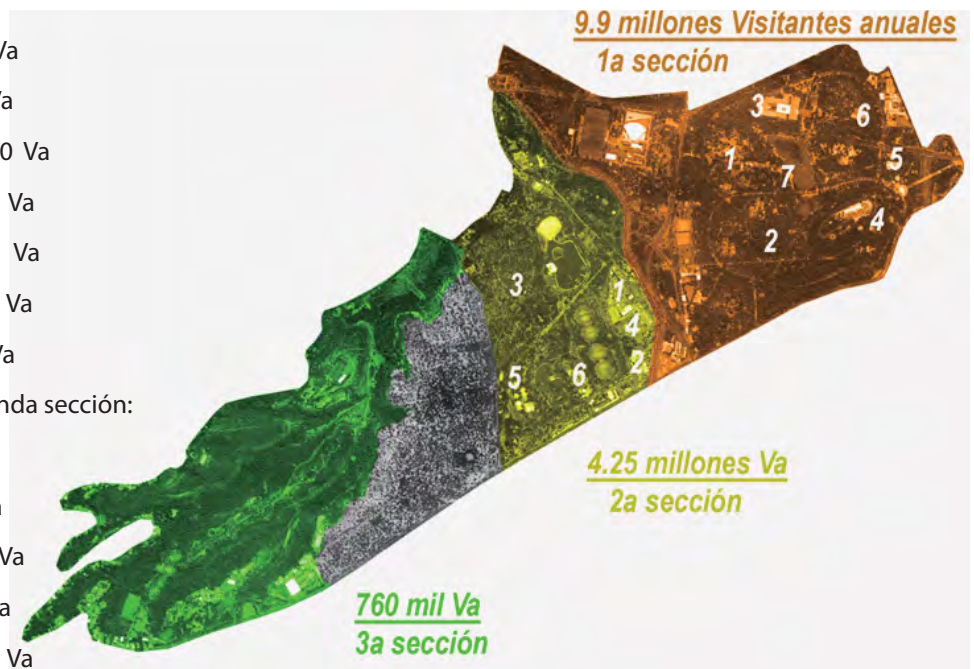 Va
Va
0 Va
Va
Va
Va
Va
nda sección:
a
Va
a
Va
9.9 millones Visitantes anuales
1a sección
3
6
1
5
7
4
2
3
1
4
2
5
6
4.25 millones Va
2a sección
760 mil Va
3a sección